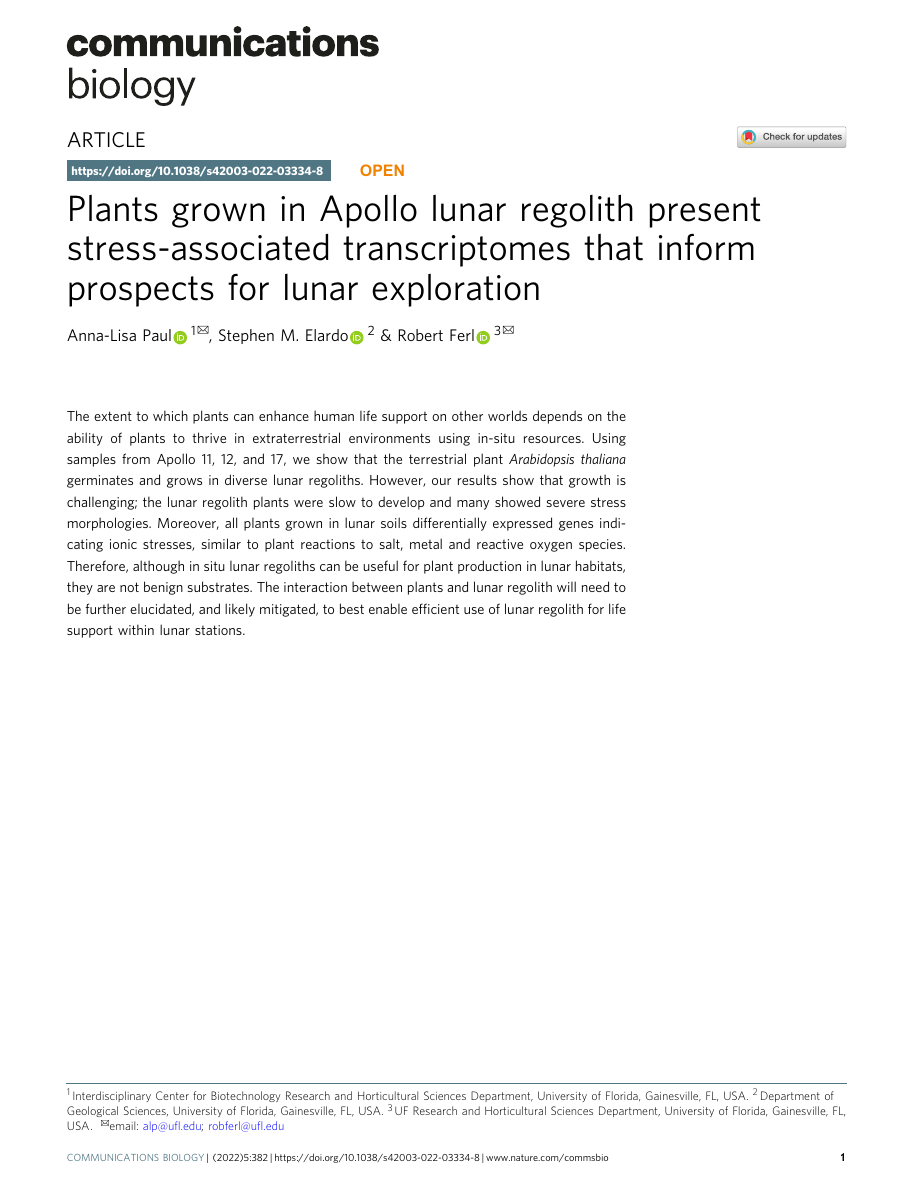 communications
biology
ARTICLE
Check for updates
https://doi.org/10.1038/s42003-022-03334-8 OPEN
Plants grown in Apollo lunar regolith present
stress-associated transcriptomes that inform
prospects for lunar exploration
Anna-Lisa Paul iD 1✉, Stephen M. Elardo iD 2 & Robert Ferl iD 3✉
The extent to which plants can enhance human life support on other worlds depends on the
ability of plants to thrive in extraterrestrial environments using in-situ resources. Using
samples from Apollo 11, 12, and 17, we show that the terrestrial plant Arabidopsis thaliana
germinates and grows in diverse lunar regoliths. However, our results show that growth is
challenging; the lunar regolith plants were slow to develop and many showed severe stress
morphologies. Moreover, all plants grown in lunar soils differentially expressed genes indi-
cating ionic stresses, similar to plant reactions to salt, metal and reactive oxygen species.
Therefore, although in situ lunar regoliths can be useful for plant production in lunar habitats,
they are not benign substrates. The interaction between plants and lunar regolith will need to
be further elucidated, and likely mitigated, to best enable efficient use of lunar regolith for life
support within lunar stations.
1 Interdisciplinary Center for Biotechnology Research and Horticultural Sciences Department, University of Florida, Gainesville, FL, USA. 2 Department of
Geological Sciences, University of Florida, Gainesville, FL, USA. 3 UF Research and Horticultural Sciences Department, University of Florida, Gainesville, FL,
USA. ✉email: alp@ufl.edu; robferl@ufl.edu
COMMUNICATIONS BIOLOGY | (2022)5:382 | https://doi.org/10.1038/s42003-022-03334-8 | www.nature.com/commsbio 1